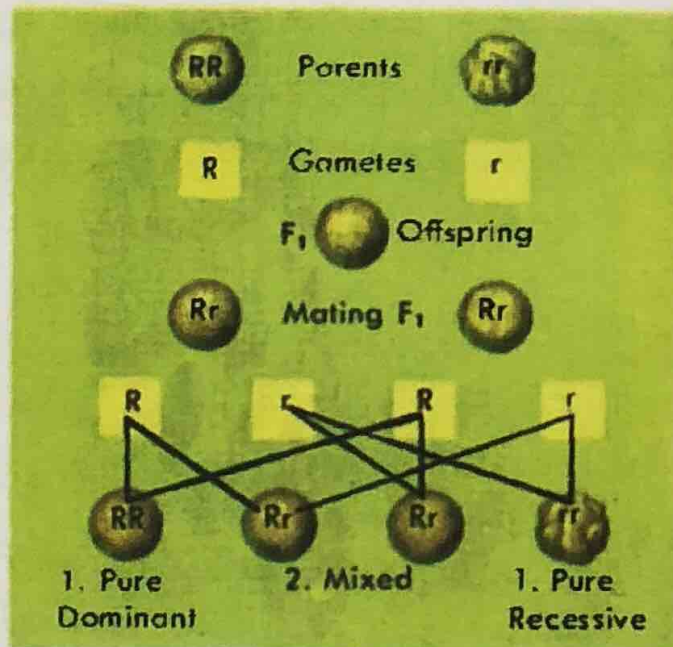 RR Parents rr
R Gametes r
F₁ Offspring
Rr Mating F₁ Rr
R r R r
RR Rr Rr rr
1. Pure 2. Mixed 1. Pure
Dominant Recessive